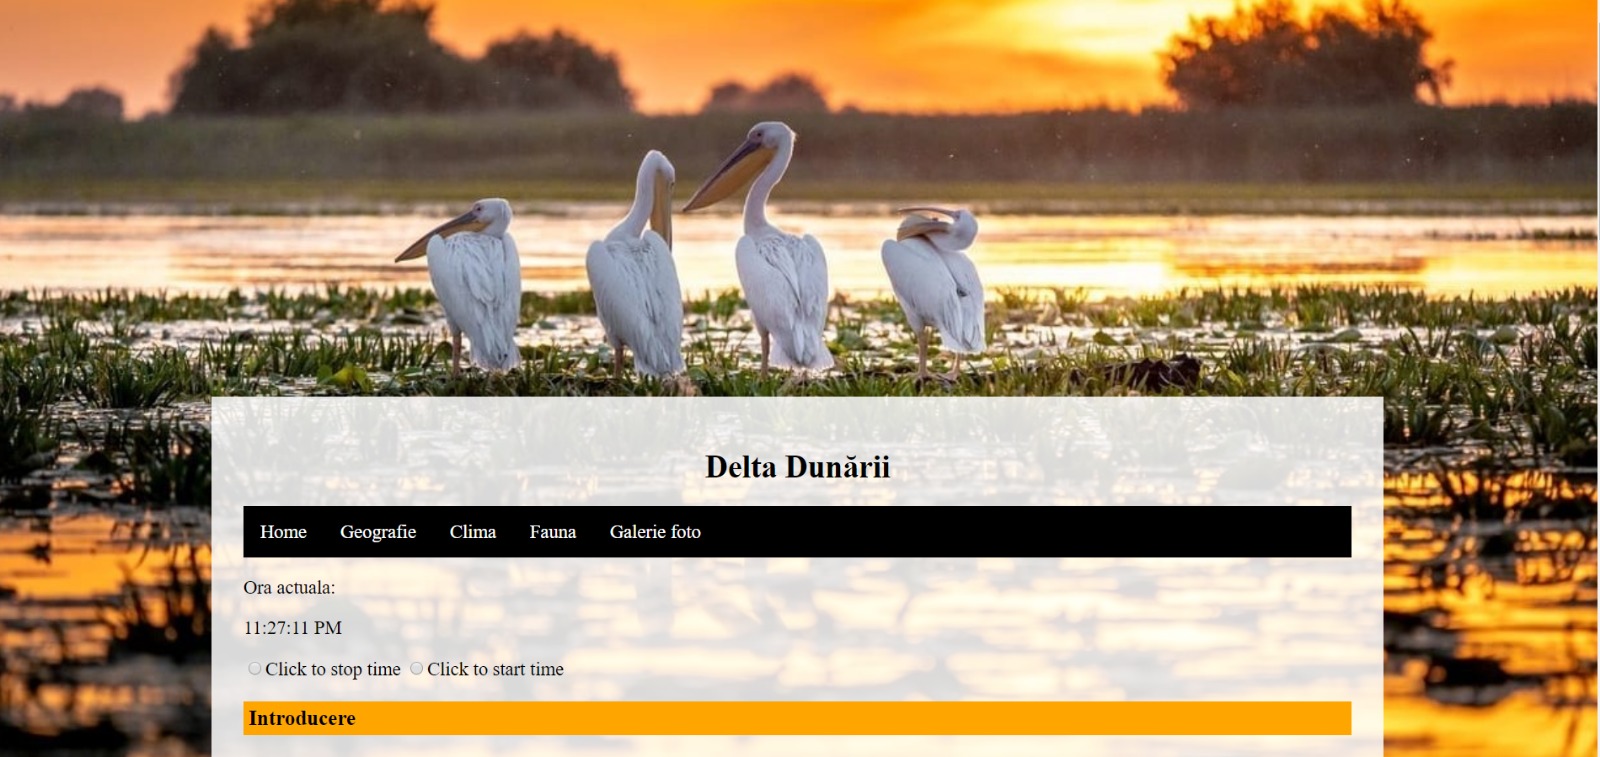 Delta Dunării
Home Geografie Clima Fauna Galerie foto
Ora actuala:
11:27:11 PM
Click to stop time Click to start time
Introducere